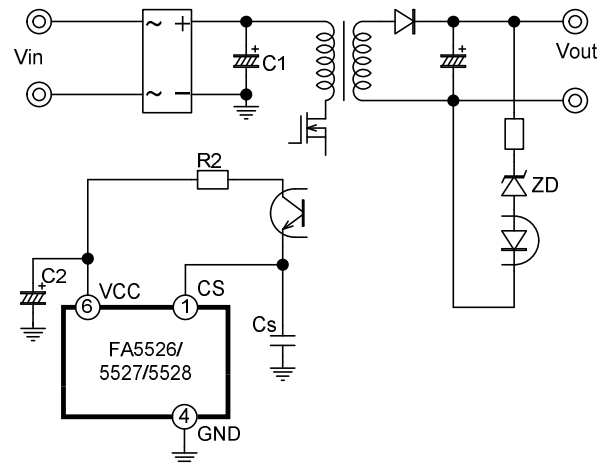 ~ +
Vin
C1
Vout
~ −
R2
ZD
C2
+
VCC
CS
6
1
Cs
FA5526/
5527/5528
4
GND